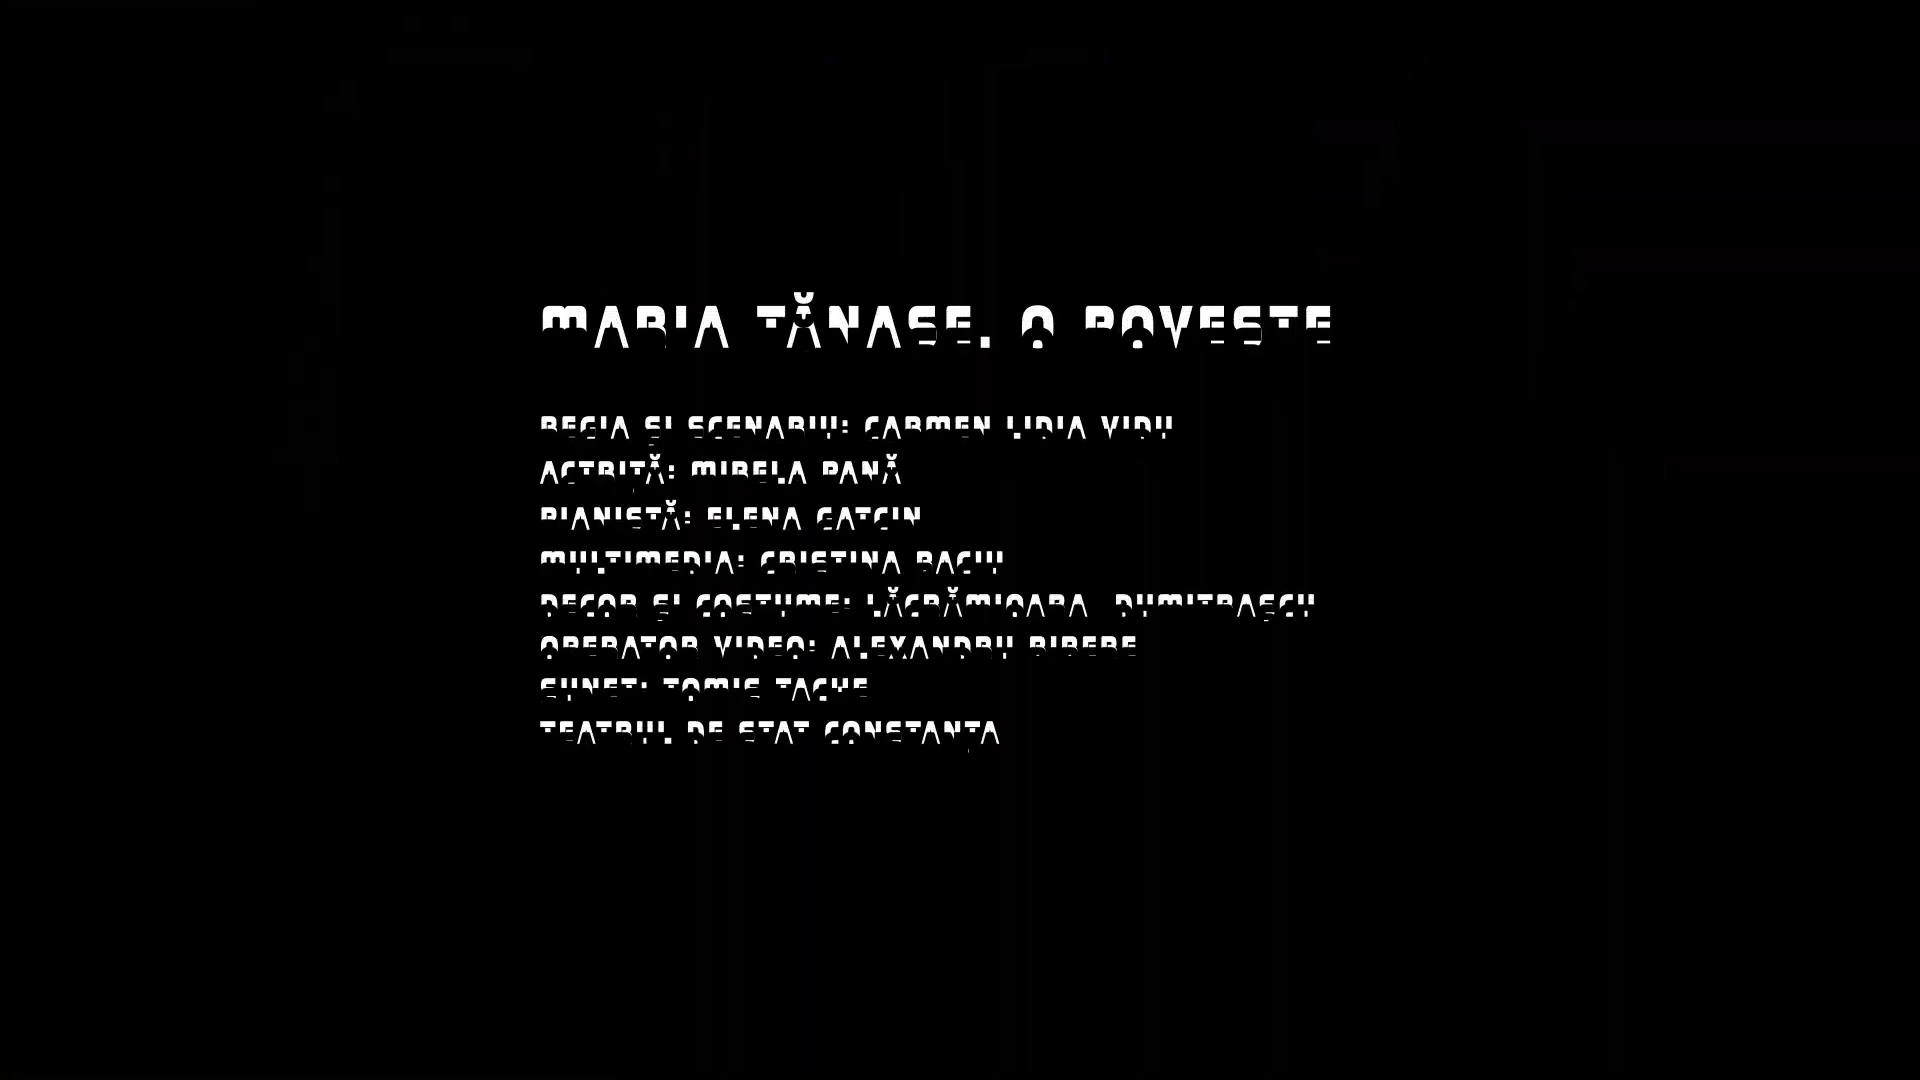 MARIA TĂNASE. O POVESTE
REGIA ȘI SCENARIU: CARMEN LIDIA VIDU
ACTRIȚĂ: MIRELA PANĂ
PIANISTĂ: ELENA GATCIN
MULTIMEDIA: CRISTINA BACIU
DECOR ȘI COSTUME: LĂCRĂMIOARA DUMITRAȘCU
OPERATOR VIDEO: ALEXANDRU BIBERE
SUNET: TOMIS TACHE
TEATRUL DE STAT CONSTANȚA